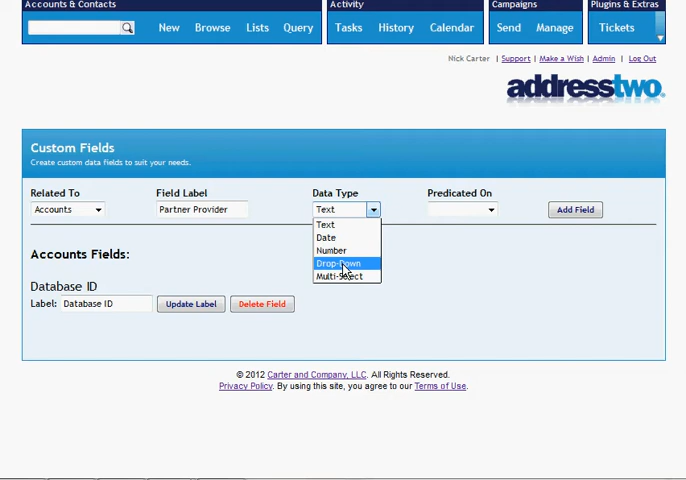 Accounts & Contacts Activity Campaigns Plugins & Extras
New Browse Lists Query Tasks History Calendar Send Manage Tickets
Nick Carter | Support | Make a Wish | Admin | Log Out
addresstwo.
Custom Fields
Create custom data fields to suit your needs.
Related To Field Label Data Type Predicated On
Accounts Partner Provider Text Add Field
Text
Date
Number
Drop-Down
Multi-Select
Accounts Fields:
Database ID
Label: Database ID Update Label Delete Field
© 2012 Carter and Company, LLC. All Rights Reserved.
Privacy Policy. By using this site, you agree to our Terms of Use.